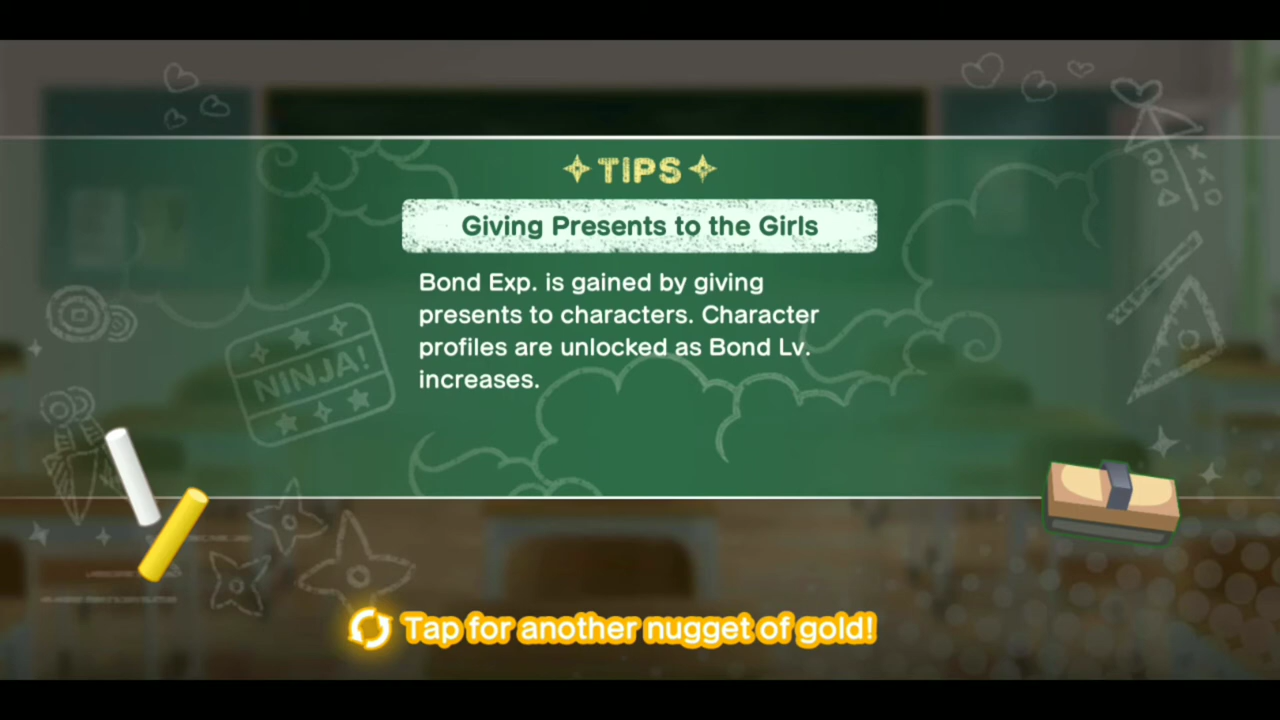 TIPS
Giving Presents to the Girls
Bond Exp. is gained by giving
presents to characters. Character
profiles are unlocked as Bond Lv.
increases.
NINJA!
Tap for another nugget of gold!